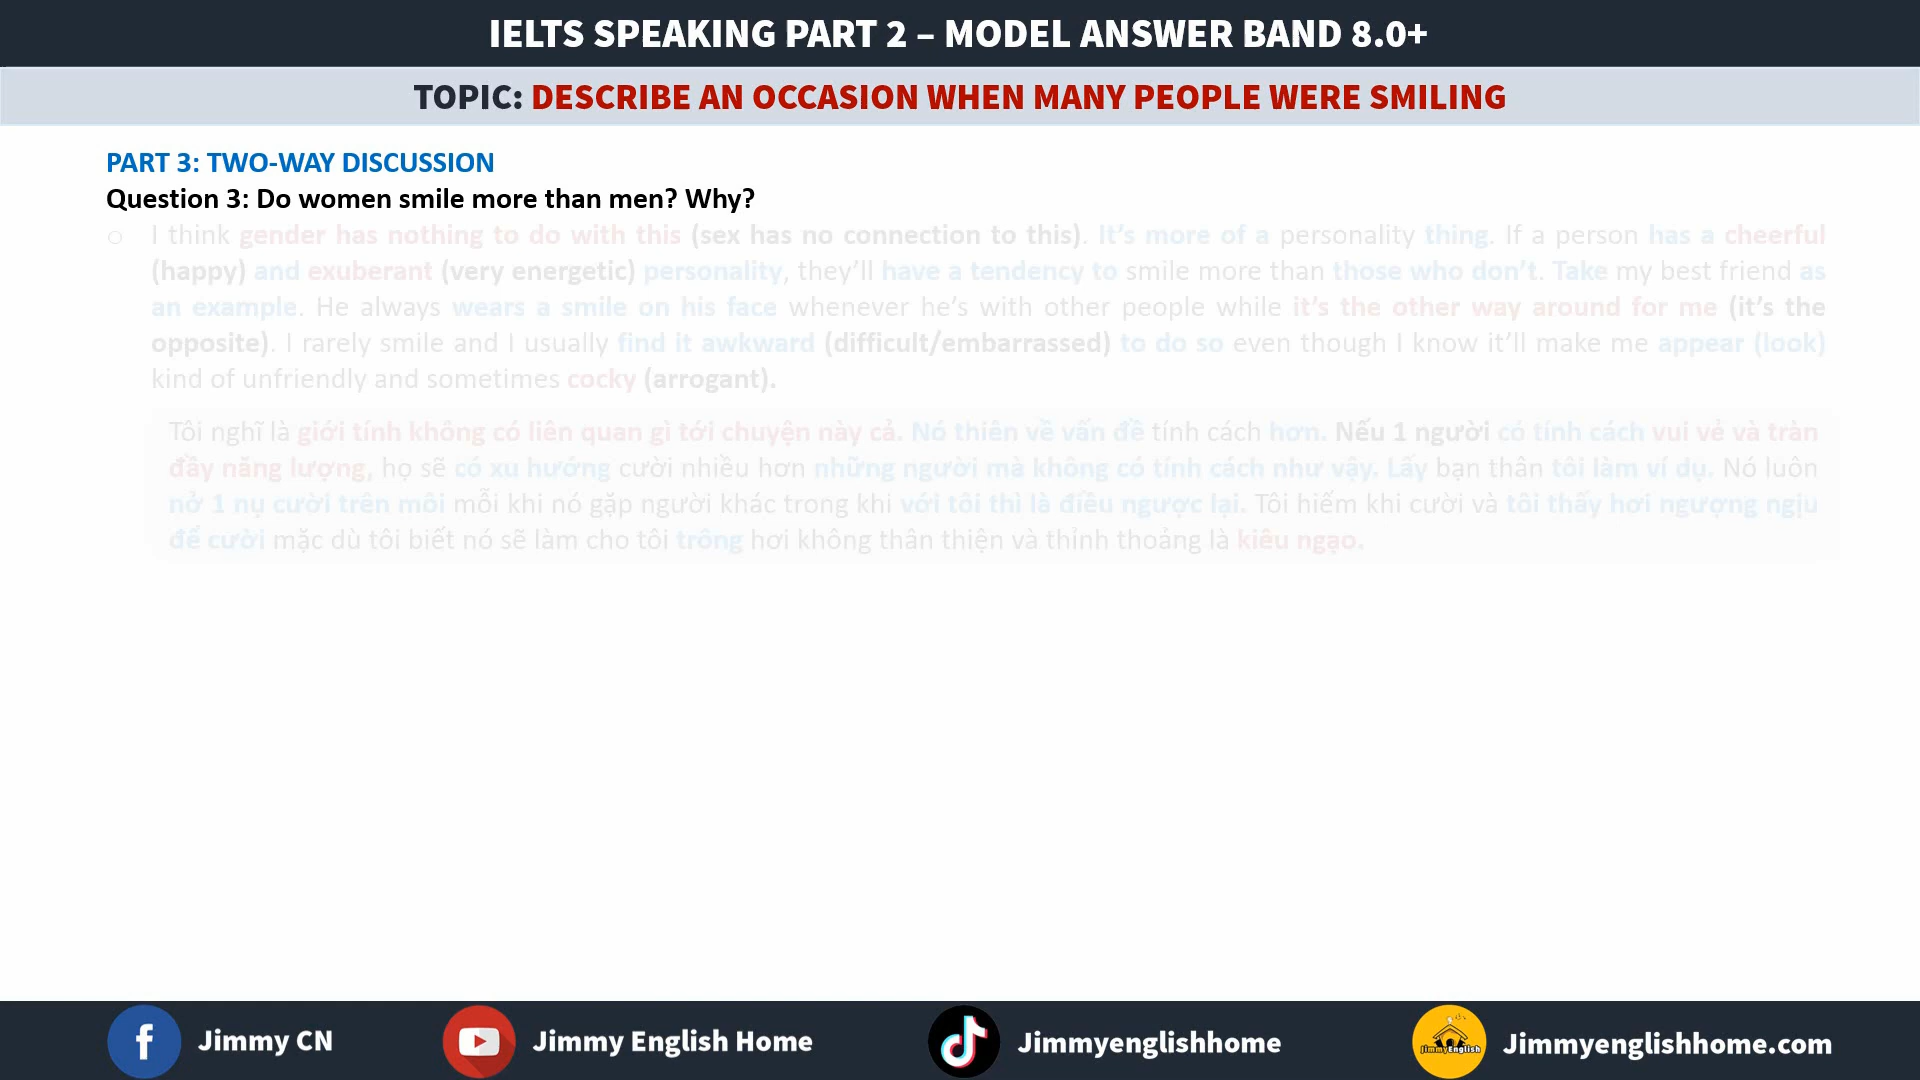 IELTS SPEAKING PART 2 – MODEL ANSWER BAND 8.0+
TOPIC: DESCRIBE AN OCCASION WHEN MANY PEOPLE WERE SMILING
PART 3: TWO-WAY DISCUSSION
Question 3: Do women smile more than men? Why?
○ I think gender has nothing to do with this (sex has no connection to this). It’s more of a personality thing. If a person has a cheerful
(happy) and exuberant (very energetic) personality, they’ll have a tendency to smile more than those who don’t. Take my best friend as
an example. He always wears a smile on his face whenever he’s with other people while it’s the other way around for me (it’s the
opposite). I rarely smile and I usually find it awkward (difficult/embarrassed) to do so even though I know it’ll make me appear (look)
kind of unfriendly and sometimes cocky (arrogant).
Tôi nghĩ là giới tính không có liên quan gì tới chuyện này cả. Nó thiên về vấn đề tính cách hơn. Nếu 1 người có tính cách vui vẻ và tràn
đầy năng lượng, họ sẽ có xu hướng cười nhiều hơn những người mà không có tính cách như vậy. Lấy bạn thân tôi làm ví dụ. Nó luôn
nở 1 nụ cười trên môi mỗi khi nó gặp người khác trong khi với tôi thì là điều ngược lại. Tôi hiếm khi cười và tôi thấy hơi ngượng ngịu
để cười mặc dù tôi biết nó sẽ làm cho tôi trông hơi không thân thiện và thỉnh thoảng là kiêu ngạo.
Jimmy CN
Jimmy English Home
Jimmyenglishhome
JimmyEnglish
Jimmyenglishhome.com